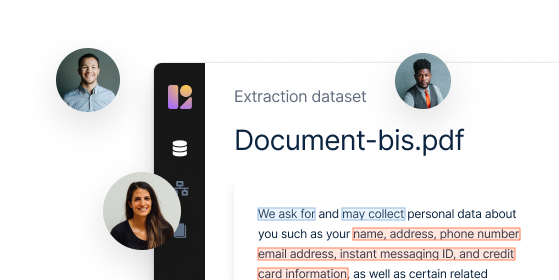 Extraction dataset
Document-bis.pdf
We ask for and may collect personal data about
you such as your name, address, phone number
email address, instant messaging ID, and credit
card information, as well as certain related